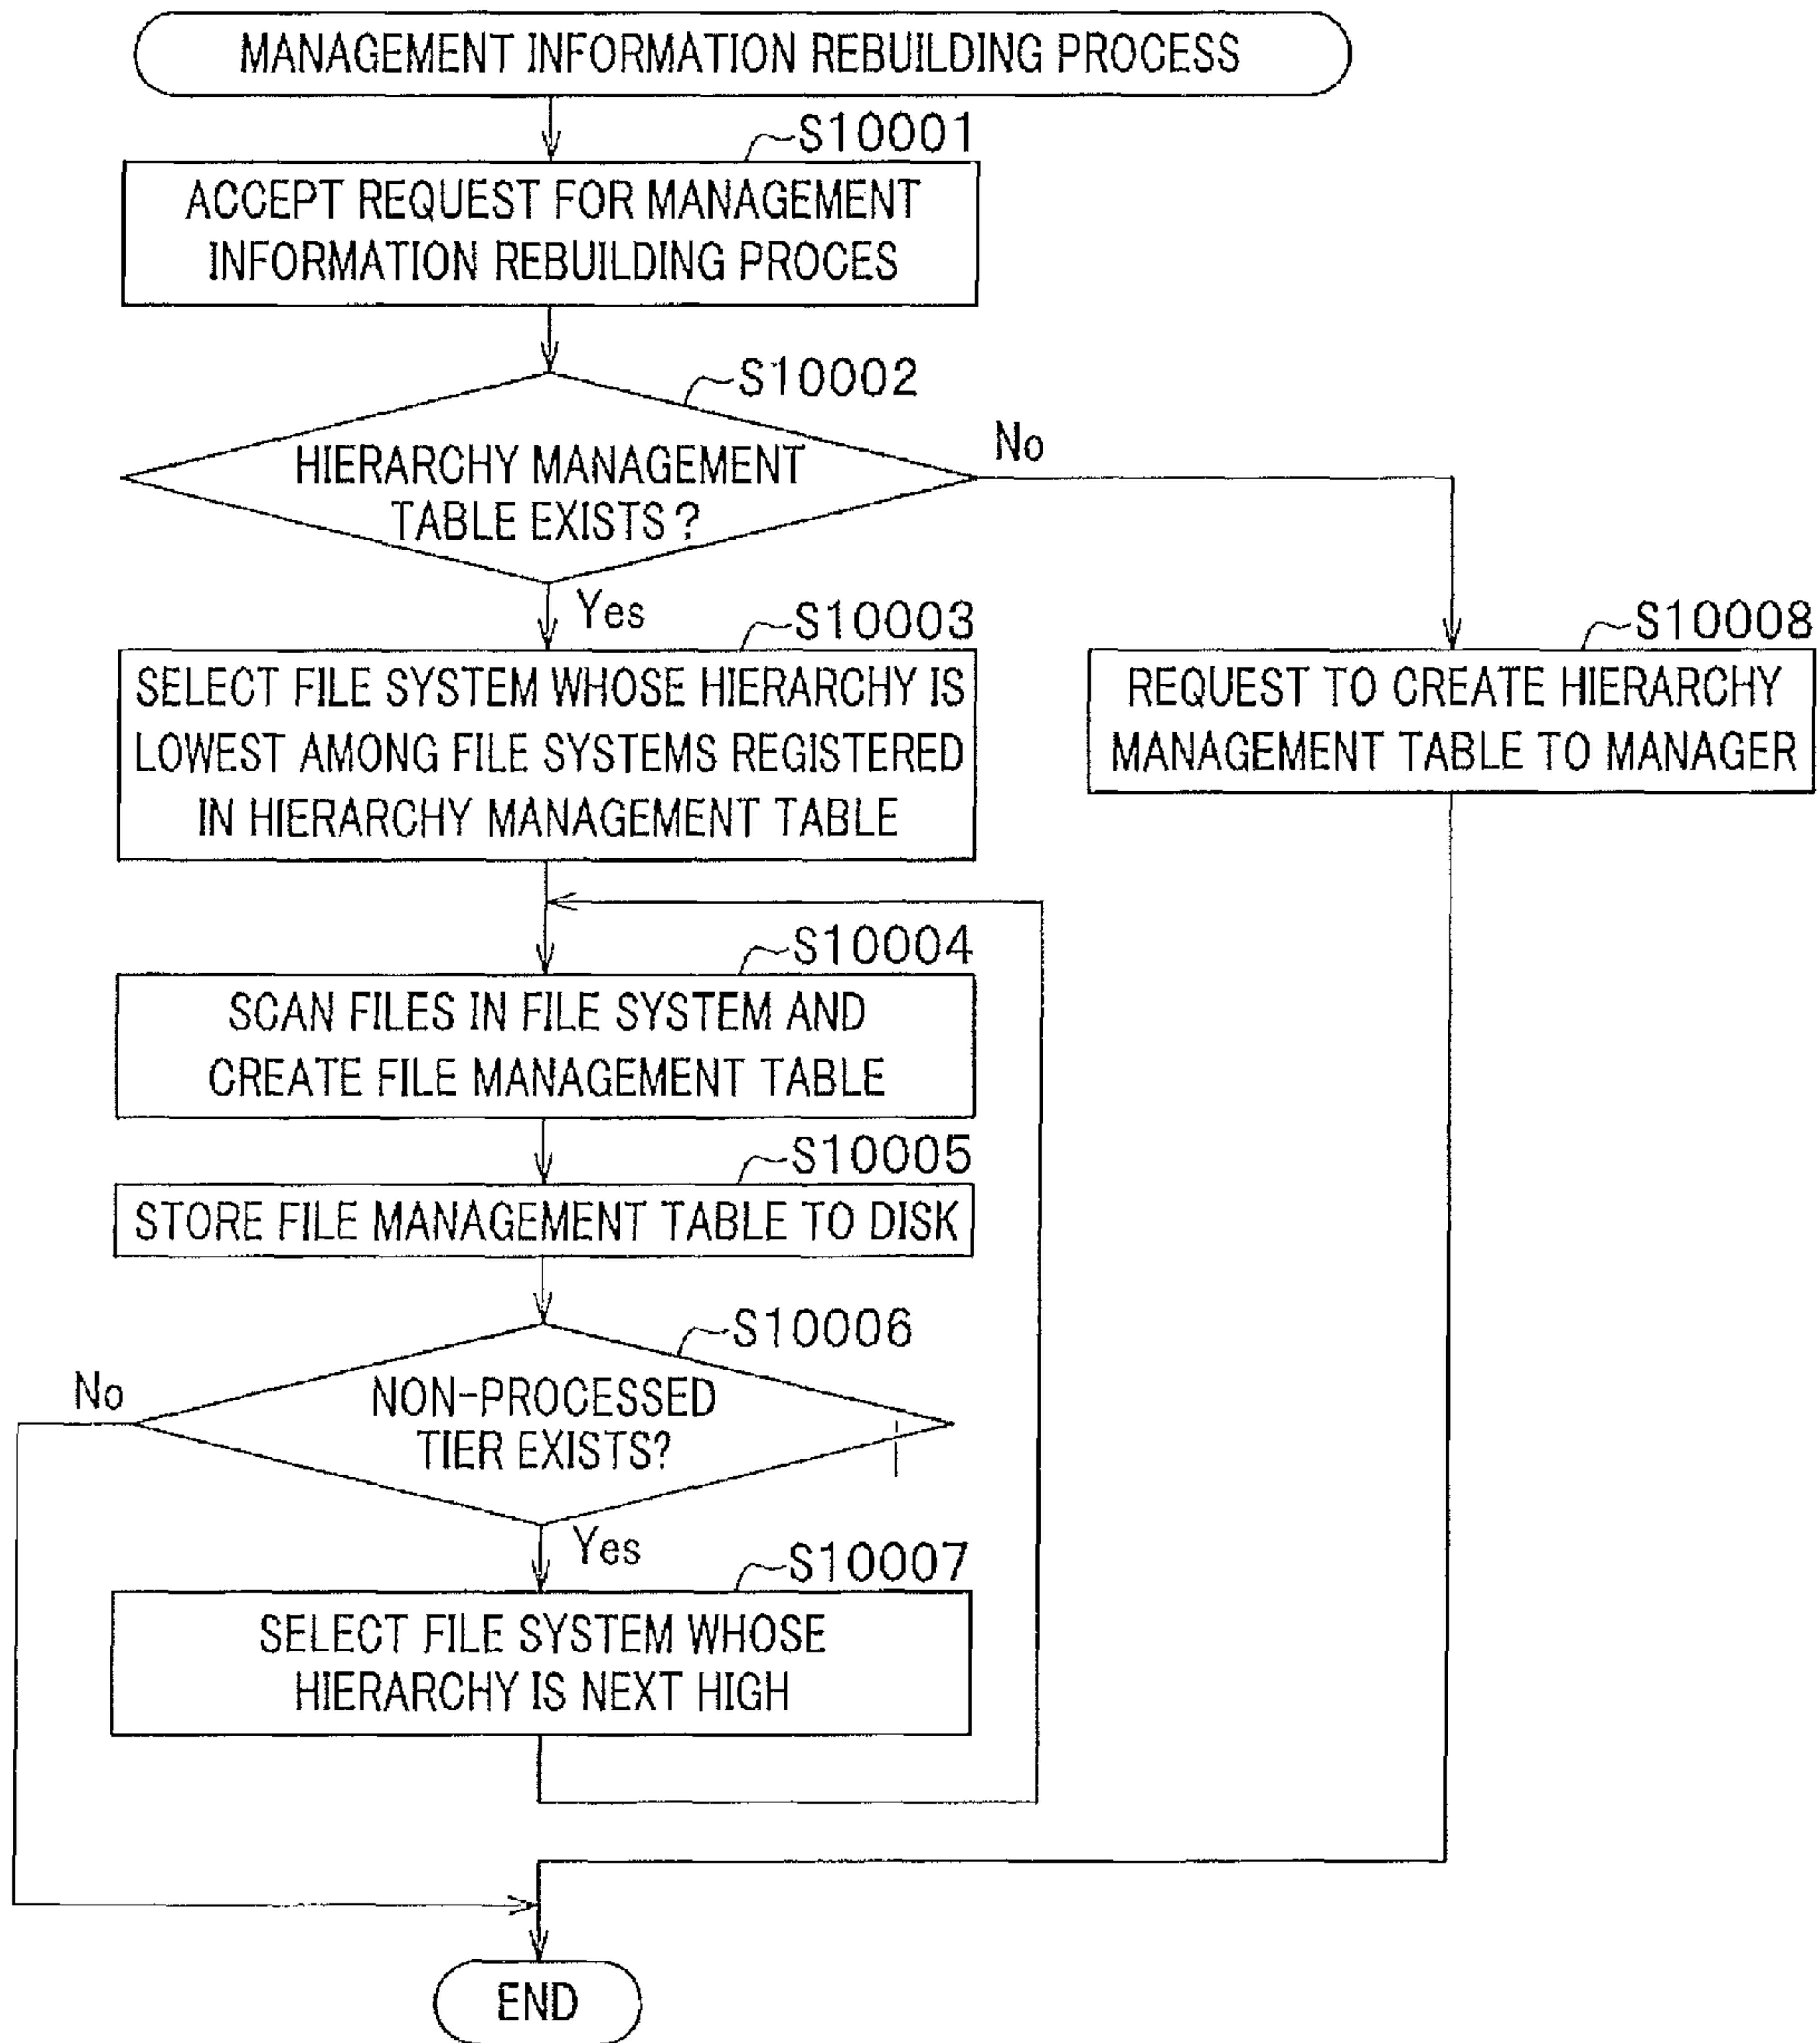 MANAGEMENT INFORMATION REBUILDING PROCESS
S10001
ACCEPT REQUEST FOR MANAGEMENT
INFORMATION REBUILDING PROCES
S10002
HIERARCHY MANAGEMENT
TABLE EXISTS?
No
Yes
S10003
SELECT FILE SYSTEM WHOSE HIERARCHY IS
LOWEST AMONG FILE SYSTEMS REGISTERED
IN HIERARCHY MANAGEMENT TABLE
S10008
REQUEST TO CREATE HIERARCHY
MANAGEMENT TABLE TO MANAGER
S10004
SCAN FILES IN FILE SYSTEM AND
CREATE FILE MANAGEMENT TABLE
S10005
STORE FILE MANAGEMENT TABLE TO DISK
S10006
No
NON-PROCESSED
TIER EXISTS?
Yes
S10007
SELECT FILE SYSTEM WHOSE
HIERARCHY IS NEXT HIGH
END